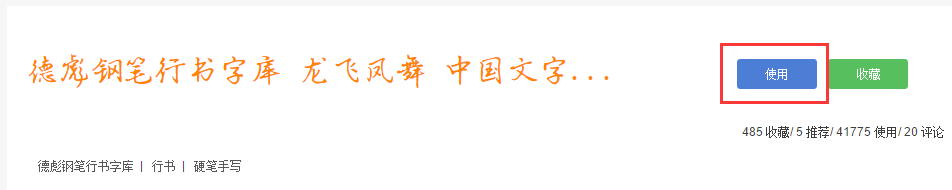 德彪钢笔行书字库 龙飞凤舞 中国文字...
使用 收藏
485 收藏/ 5 推荐/ 41775 使用/ 20 评论
德彪钢笔行书字库 | 行书 | 硬笔手写